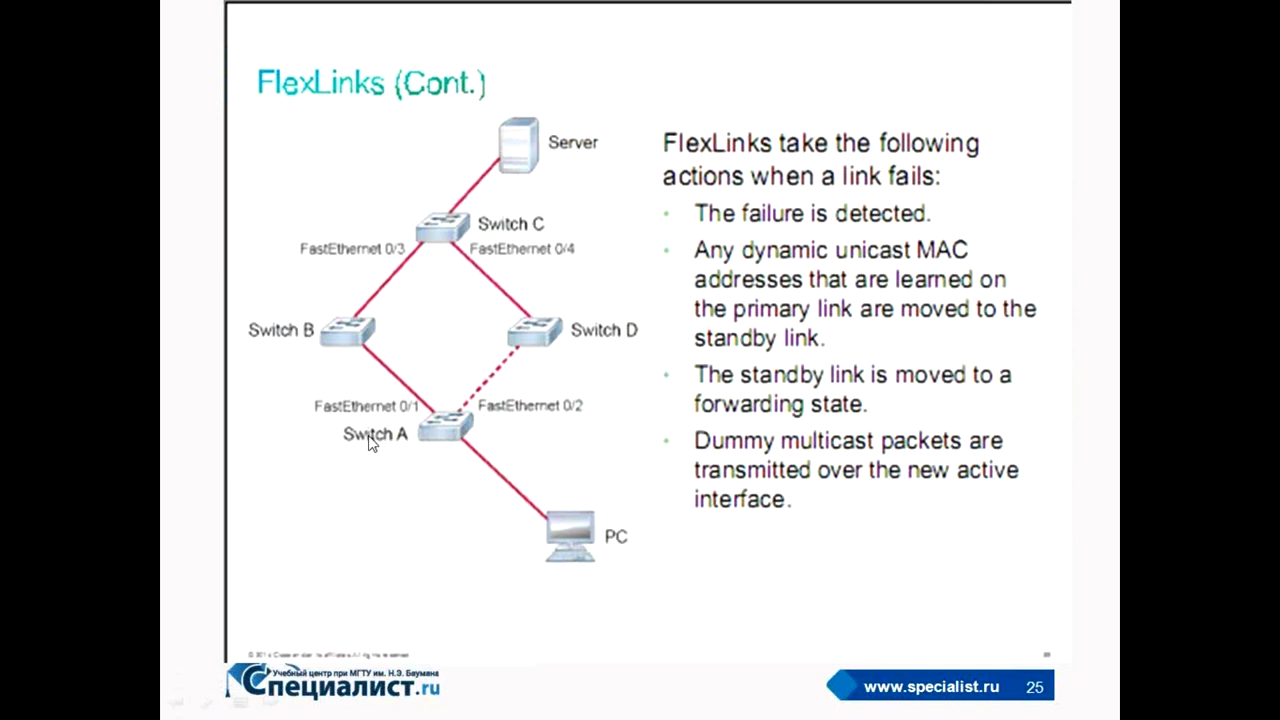 FlexLinks (Cont.)
Server
Switch C
FastEthernet 0/3
FastEthernet 0/4
Switch B
Switch D
FastEthernet 0/1
FastEthernet 0/2
Switch A
PC
FlexLinks take the following
actions when a link fails:
The failure is detected.
Any dynamic unicast MAC
addresses that are learned on
the primary link are moved to the
standby link.
The standby link is moved to a
forwarding state.
Dummy multicast packets are
transmitted over the new active
interface.
Учебный центр при МГТУ им. Н.Э. Баумана
Специалист.ru
www.specialist.ru
25